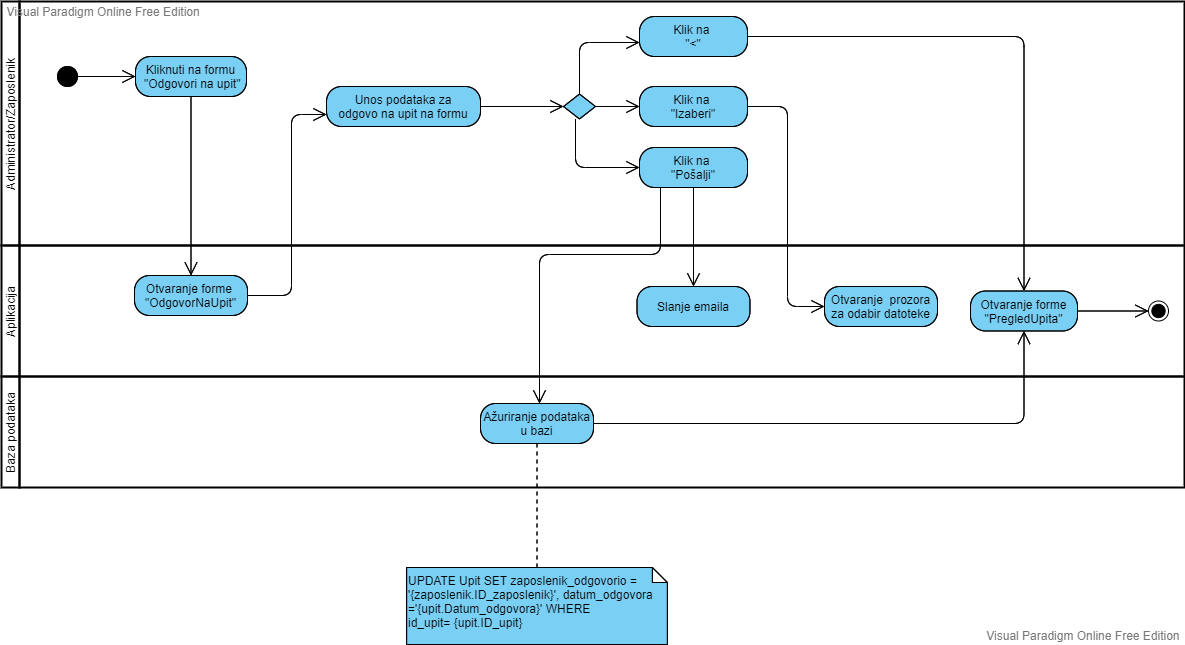 Visual Paradigm Online Free Edition
Administrator/Zaposlenik
Kliknuti na formu
"Odgovori na upit"
Unos podataka za
odgovo na upit na formu
Klik na
"<"
Klik na
"Izaberi"
Klik na
"Pošalji"
Aplikacija
Otvaranje forme
"OdgovorNaUpit"
Slanje emaila
Otvaranje prozora
za odabir datoteke
Otvaranje forme
"PregledUpita"
Baza podataka
Ažuriranje podataka
u bazi
UPDATE Upit SET zaposlenik_odgovorio =
'{zaposlenik.ID_zaposlenik}', datum_odgovora
='{upit.Datum_odgovora}' WHERE
id_upit= {upit.ID_upit}
Visual Paradigm Online Free Edition